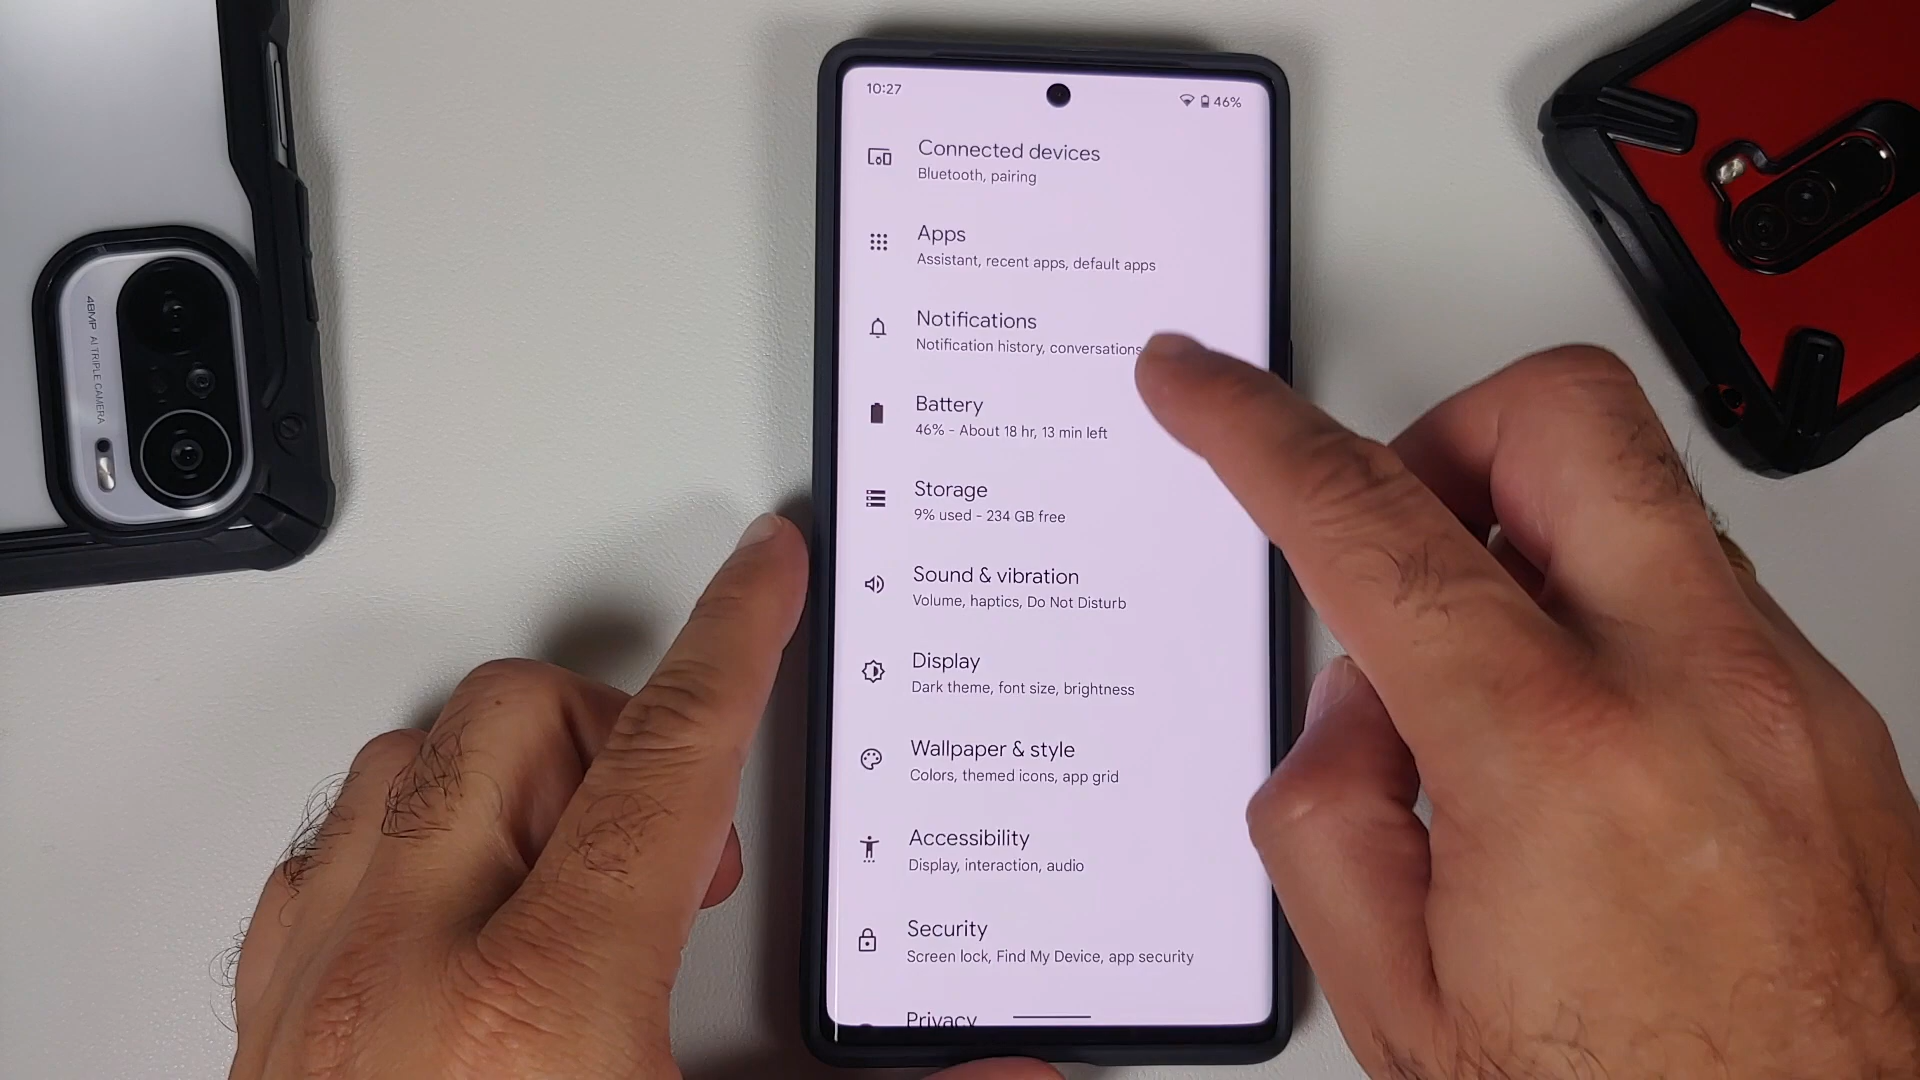 10:27
46%
Connected devices
Bluetooth, pairing
Apps
Assistant, recent apps, default apps
Notifications
Notification history, conversations
Battery
46% - About 18 hr, 13 min left
Storage
9% used - 234 GB free
Sound & vibration
Volume, haptics, Do Not Disturb
Display
Dark theme, font size, brightness
Wallpaper & style
Colors, themed icons, app grid
Accessibility
Display, interaction, audio
Security
Screen lock, Find My Device, app security
Privacy
48MP AI TRIPLE CAMERA